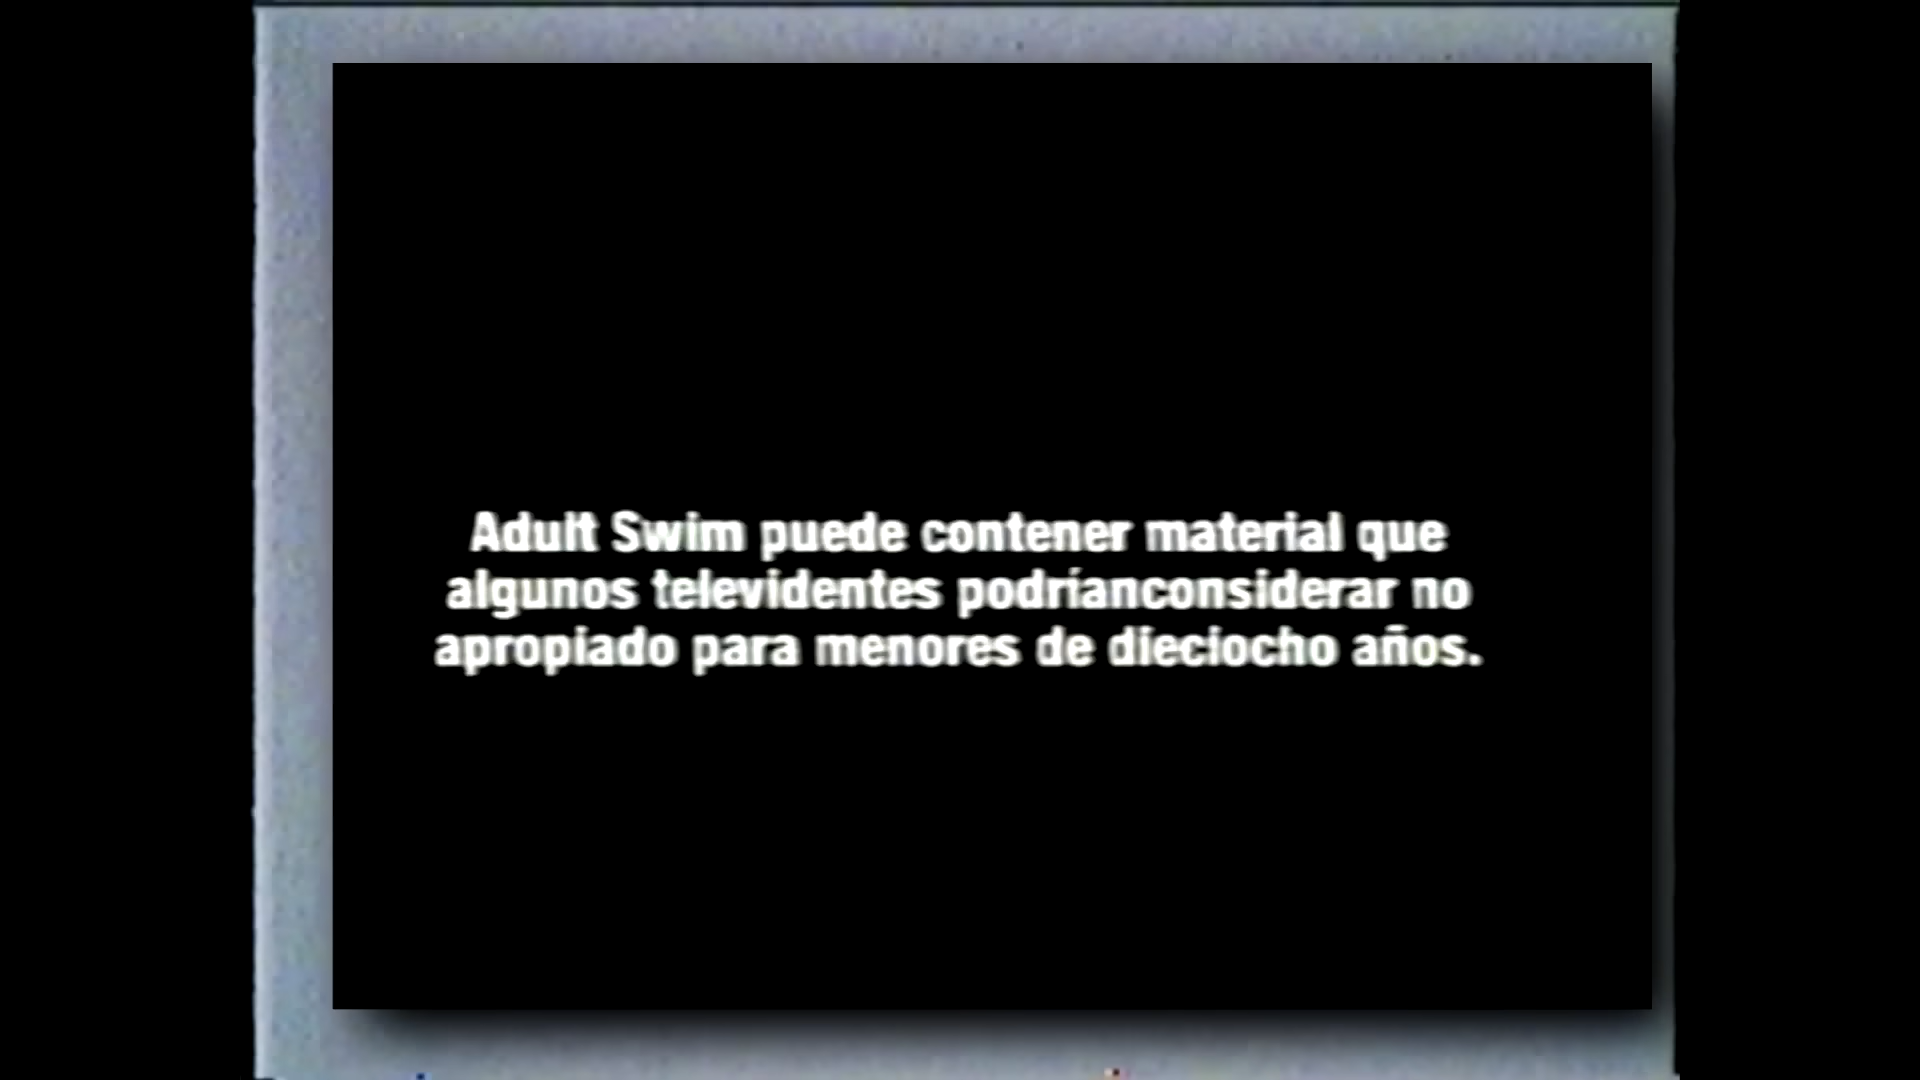 Adult Swim puede contener material que
algunos televidentes podríanconsiderar no
apropiado para menores de dieciocho años.